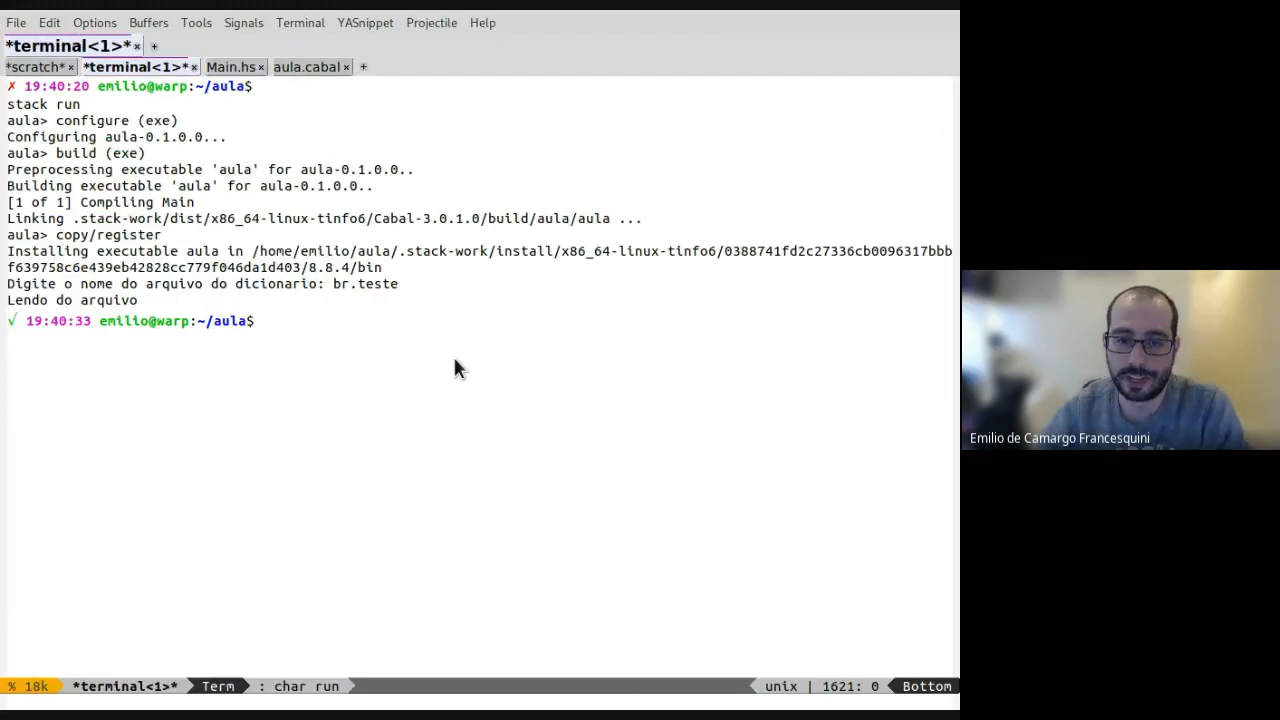 File Edit Options Buffers Tools Signals Terminal YASnippet Projectile Help
*terminal<1>*× +
*scratch*× *terminal<1>*× Main.hs× aula.cabal× +
✗ 19:40:20 emilio@warp:~/aula$
stack run
aula> configure (exe)
Configuring aula-0.1.0.0...
aula> build (exe)
Preprocessing executable 'aula' for aula-0.1.0.0..
Building executable 'aula' for aula-0.1.0.0..
[1 of 1] Compiling Main
Linking .stack-work/dist/x86_64-linux-tinfo6/Cabal-3.0.1.0/build/aula/aula ...
aula> copy/register
Installing executable aula in /home/emilio/aula/.stack-work/install/x86_64-linux-tinfo6/0388741fd2c27336cb0096317bbb
f639758c6e439eb42828cc779f046da1d403/8.8.4/bin
Digite o nome do arquivo do dicionario: br.teste
Lendo do arquivo
√ 19:40:33 emilio@warp:~/aula$
Emilio de Camargo Francesquini
% 18k *terminal<1>* Term : char run unix | 1621: 0 Bottom